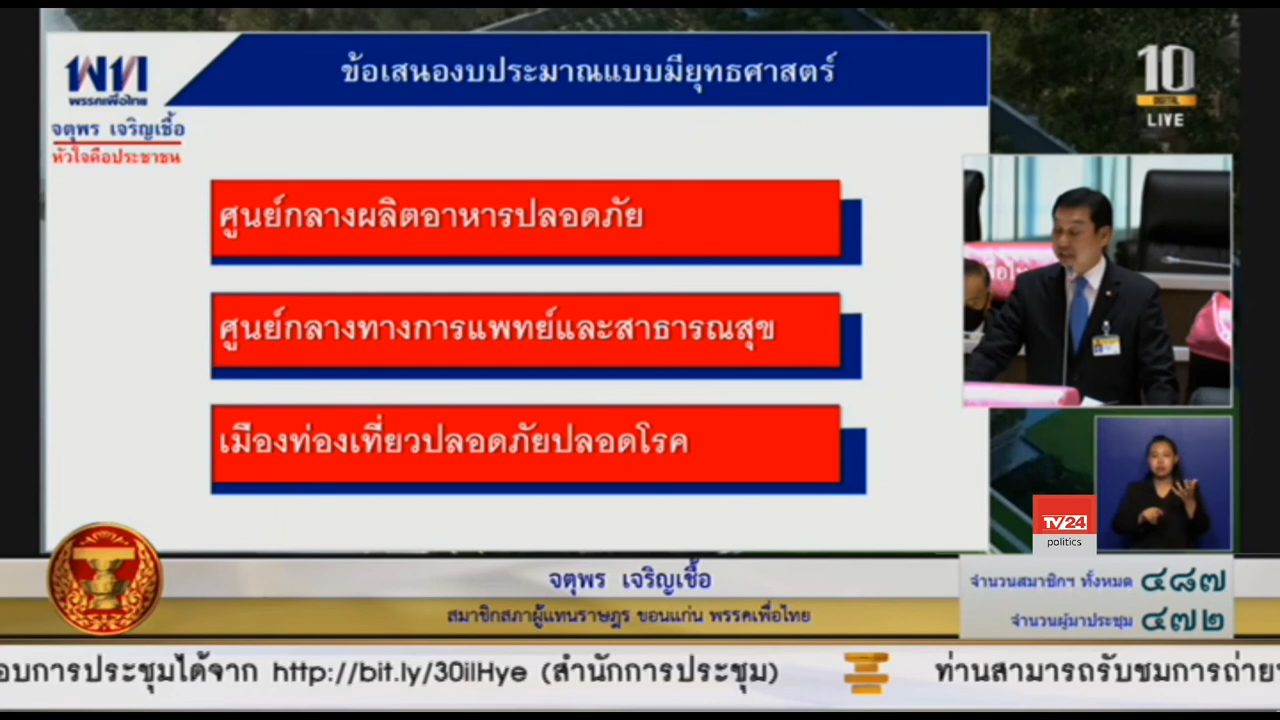 พท
พรรคเพื่อไทย
จตุพร เจริญเชื้อ
หัวใจคือประชาชน
ข้อเสนองบประมาณแบบมียุทธศาสตร์
ศูนย์กลางผลิตอาหารปลอดภัย
ศูนย์กลางทางการแพทย์และสาธารณสุข
เมืองท่องเที่ยวปลอดภัยปลอดโรค
10
DIGITAL
LIVE
TV24
politics
จตุพร เจริญเชื้อ
สมาชิกสภาผู้แทนราษฎร ขอนแก่น พรรคเพื่อไทย
จำนวนสมาชิกฯ ทั้งหมด ๔๘๗
จำนวนผู้มาประชุม ๔๗๒
อบการประชุมได้จาก http://bit.ly/30ilHye (สำนักการประชุม) ท่านสามารถรับชมการถ่าย